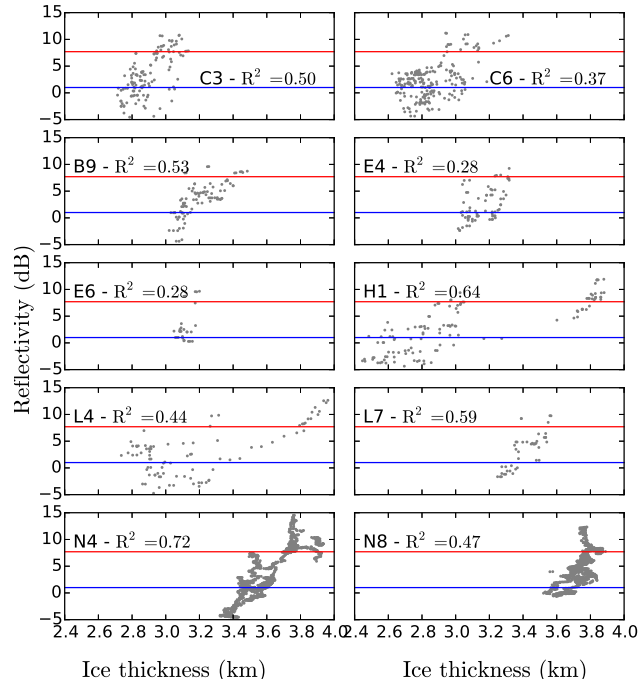 15
10
5
0
−5
C3 - R² =0.50
C6 - R² =0.37
15
10
5
0
−5
B9 - R² =0.53
E4 - R² =0.28
15
10
5
0
−5
E6 - R² =0.28
H1 - R² =0.64
15
10
5
0
−5
L4 - R² =0.44
L7 - R² =0.59
15
10
5
0
−5
N4 - R² =0.72
N8 - R² =0.47
Reflectivity (dB)
2.4 2.6 2.8 3.0 3.2 3.4 3.6 3.8 4.0
2.4 2.6 2.8 3.0 3.2 3.4 3.6 3.8 4.0
Ice thickness (km)
Ice thickness (km)